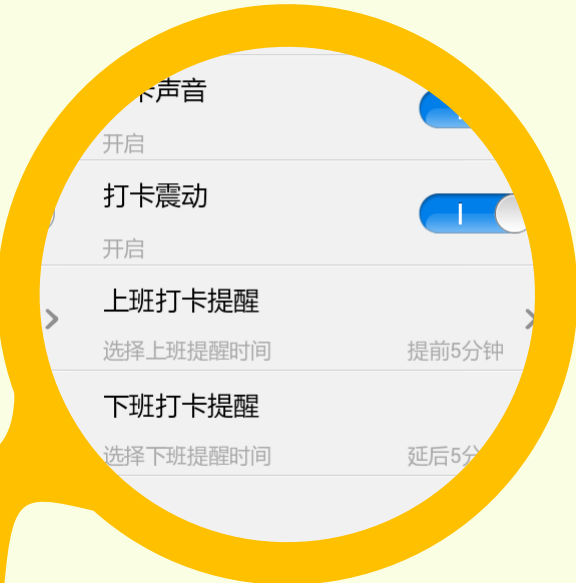 卡声音
开启
打卡震动
开启
上班打卡提醒
选择上班提醒时间 提前5分钟
下班打卡提醒
选择下班提醒时间 延后5分